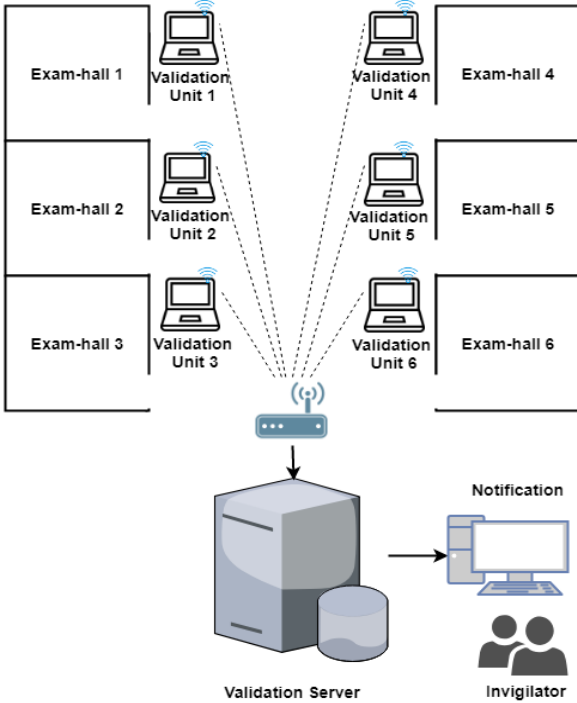 Exam-hall 1
Validation
Unit 1
Validation
Unit 4
Exam-hall 4
Exam-hall 2
Validation
Unit 2
Validation
Unit 5
Exam-hall 5
Exam-hall 3
Validation
Unit 3
Validation
Unit 6
Exam-hall 6
Notification
Validation Server
Invigilator